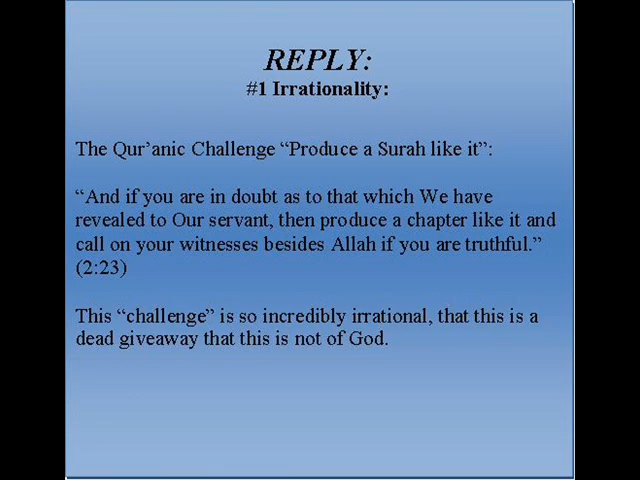 REPLY:
#1 Irrationality:
The Qur’anic Challenge “Produce a Surah like it”:
“And if you are in doubt as to that which We have
revealed to Our servant, then produce a chapter like it and
call on your witnesses besides Allah if you are truthful.”
(2:23)
This “challenge” is so incredibly irrational, that this is a
dead giveaway that this is not of God.